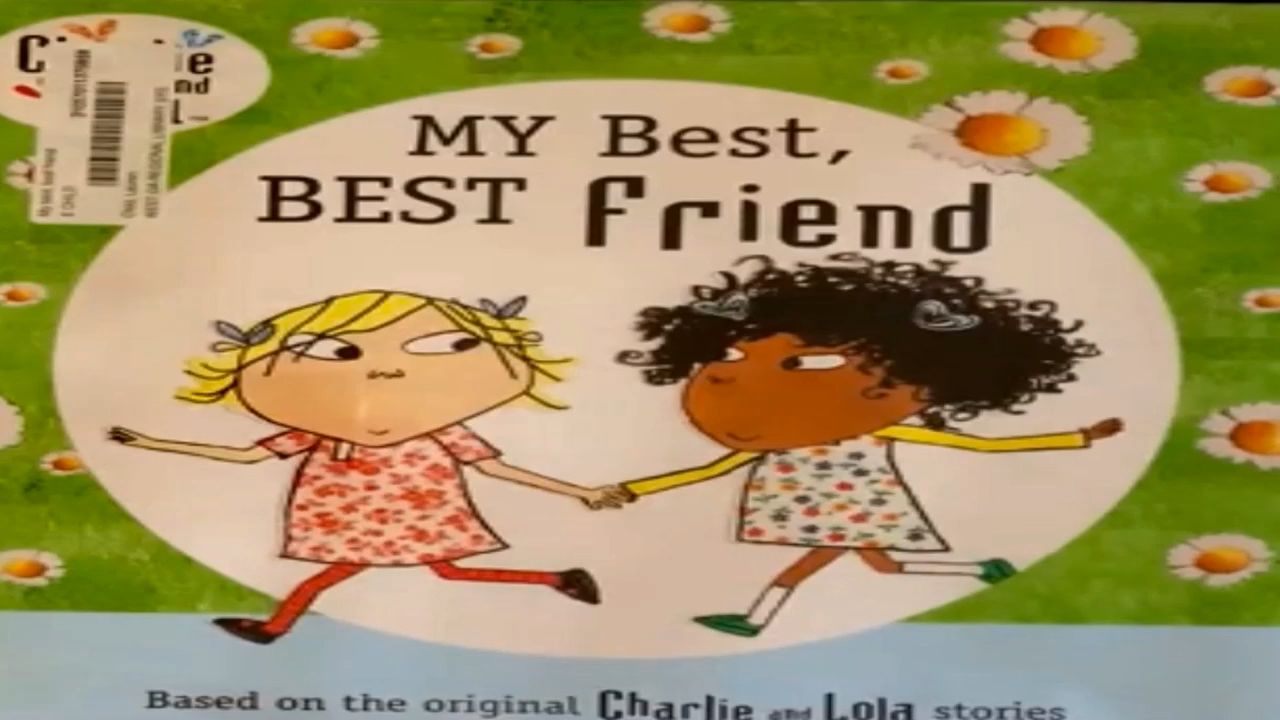 MY Best,
BEST friend
Based on the original Charlie and Lola stories